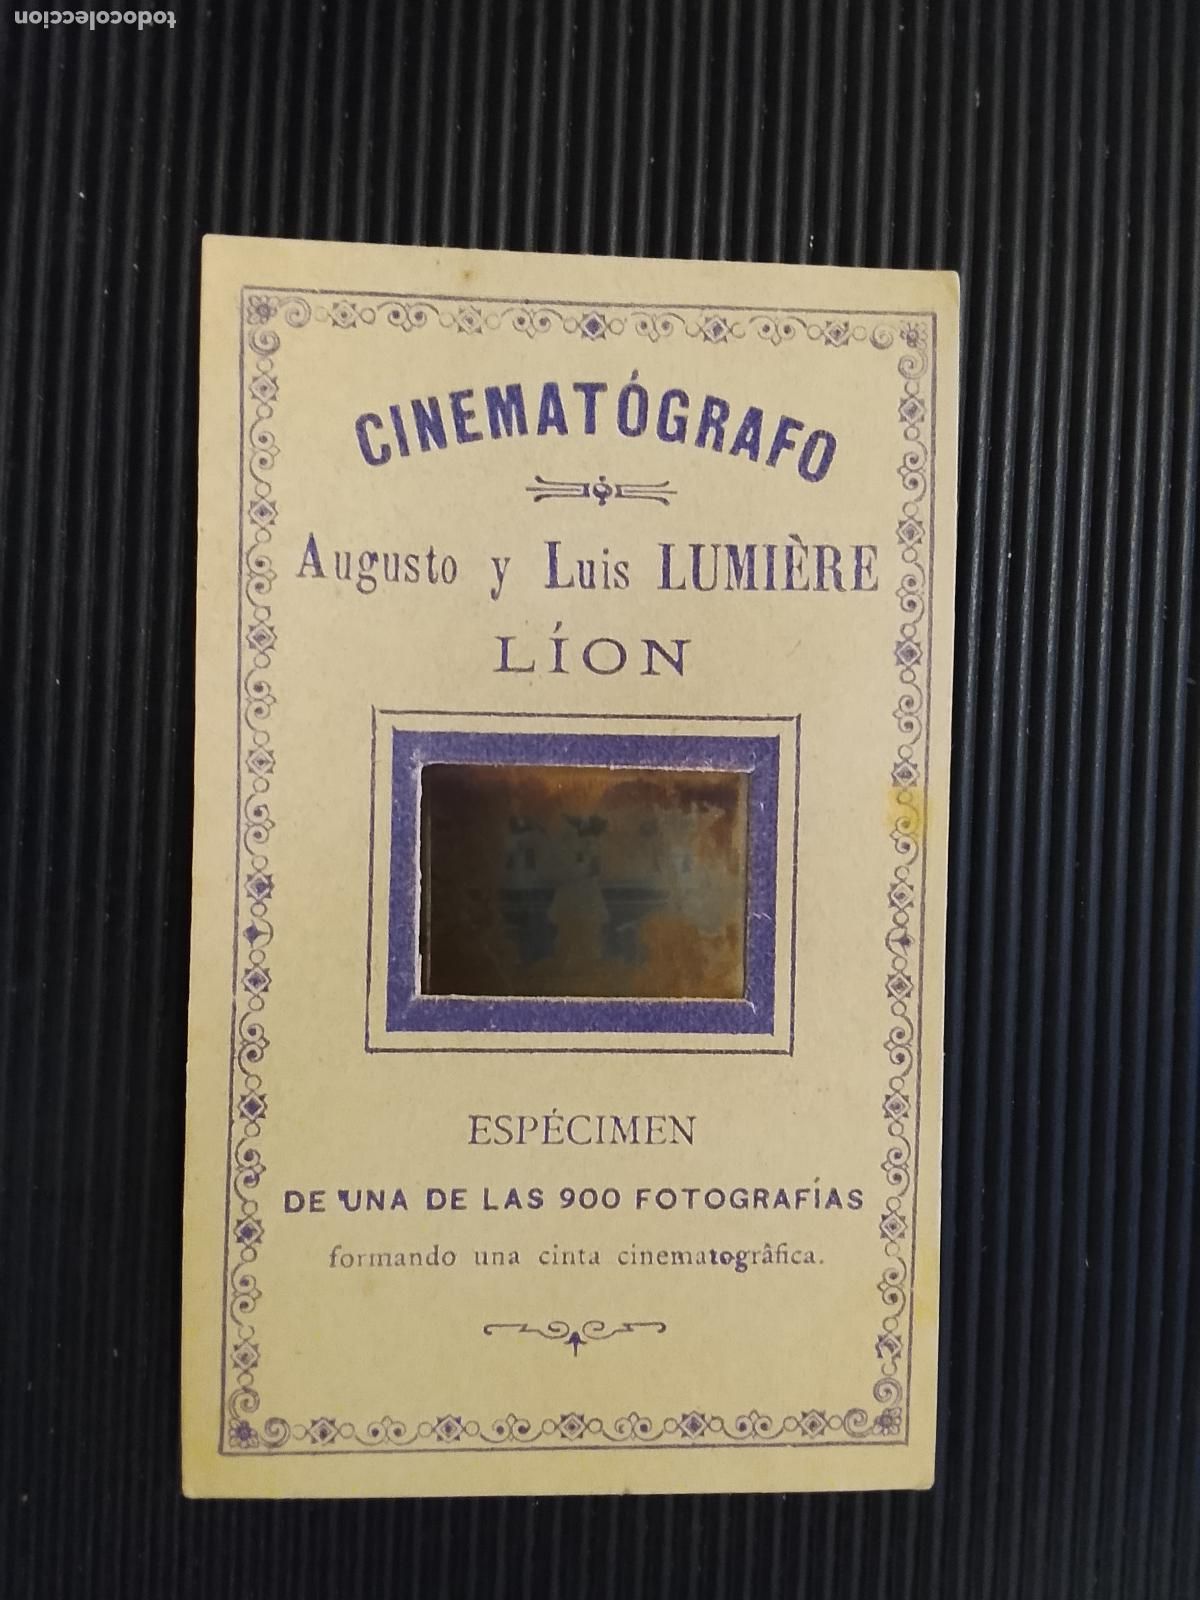 todocoleccion
CINEMATÓGRAFO
Augusto y Luis LUMIÈRE
LÍON
ESPÉCIMEN
DE UNA DE LAS 900 FOTOGRAFÍAS
formando una cinta cinematográfica.